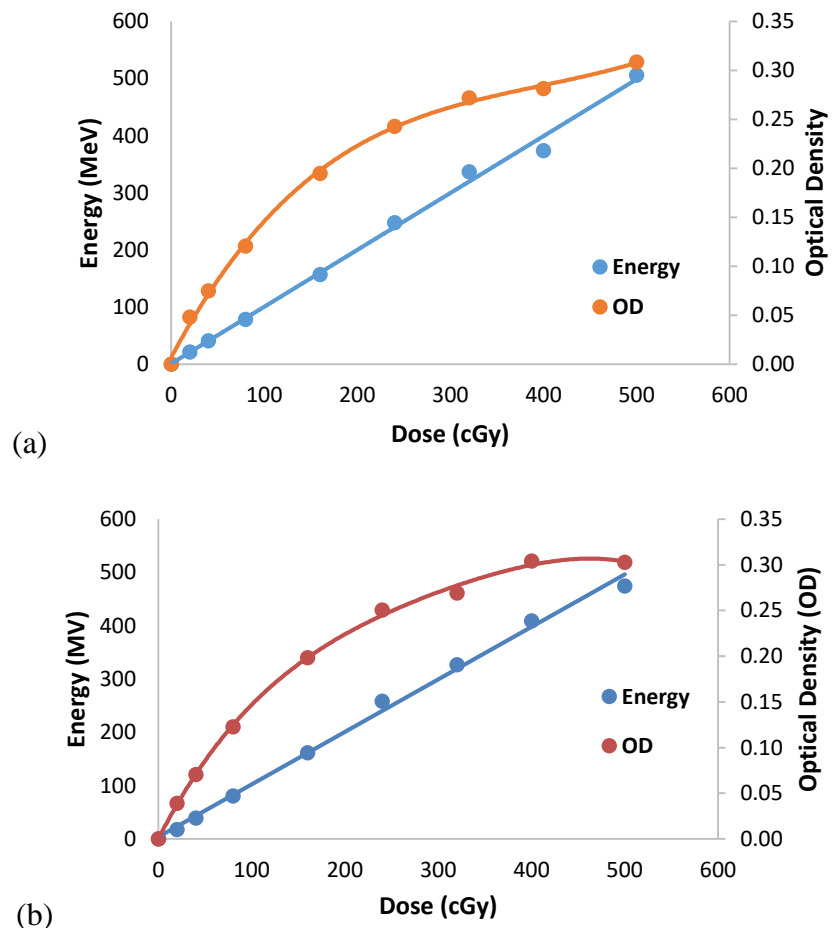 600
500
400
300
200
100
0
Energy (MeV)
0.35
0.30
0.25
0.20
0.15
0.10
0.05
0.00
Optical Density
Energy
OD
0 100 200 300 400 500 600
Dose (cGy)
(a)
600
500
400
300
200
100
0
Energy (MV)
0.35
0.30
0.25
0.20
0.15
0.10
0.05
0.00
Optical Density (OD)
Energy
OD
0 100 200 300 400 500 600
Dose (cGy)
(b)